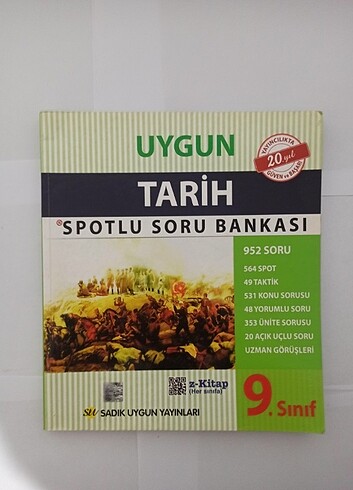 UYGUN
YAYINCILIKTA
20.yıl
GÜVEN ve BAŞARI
TARİH
SPOTLU SORU BANKASI
952 SORU
564 SPOT
49 TAKTİK
531 KONU SORUSU
48 YORUMLU SORU
353 ÜNİTE SORUSU
20 AÇIK UÇLU SORU
UZMAN GÖRÜŞLERİ
z-Kitap
(Her sınıfa)
SU SADIK UYGUN YAYINLARI
9. Sınıf